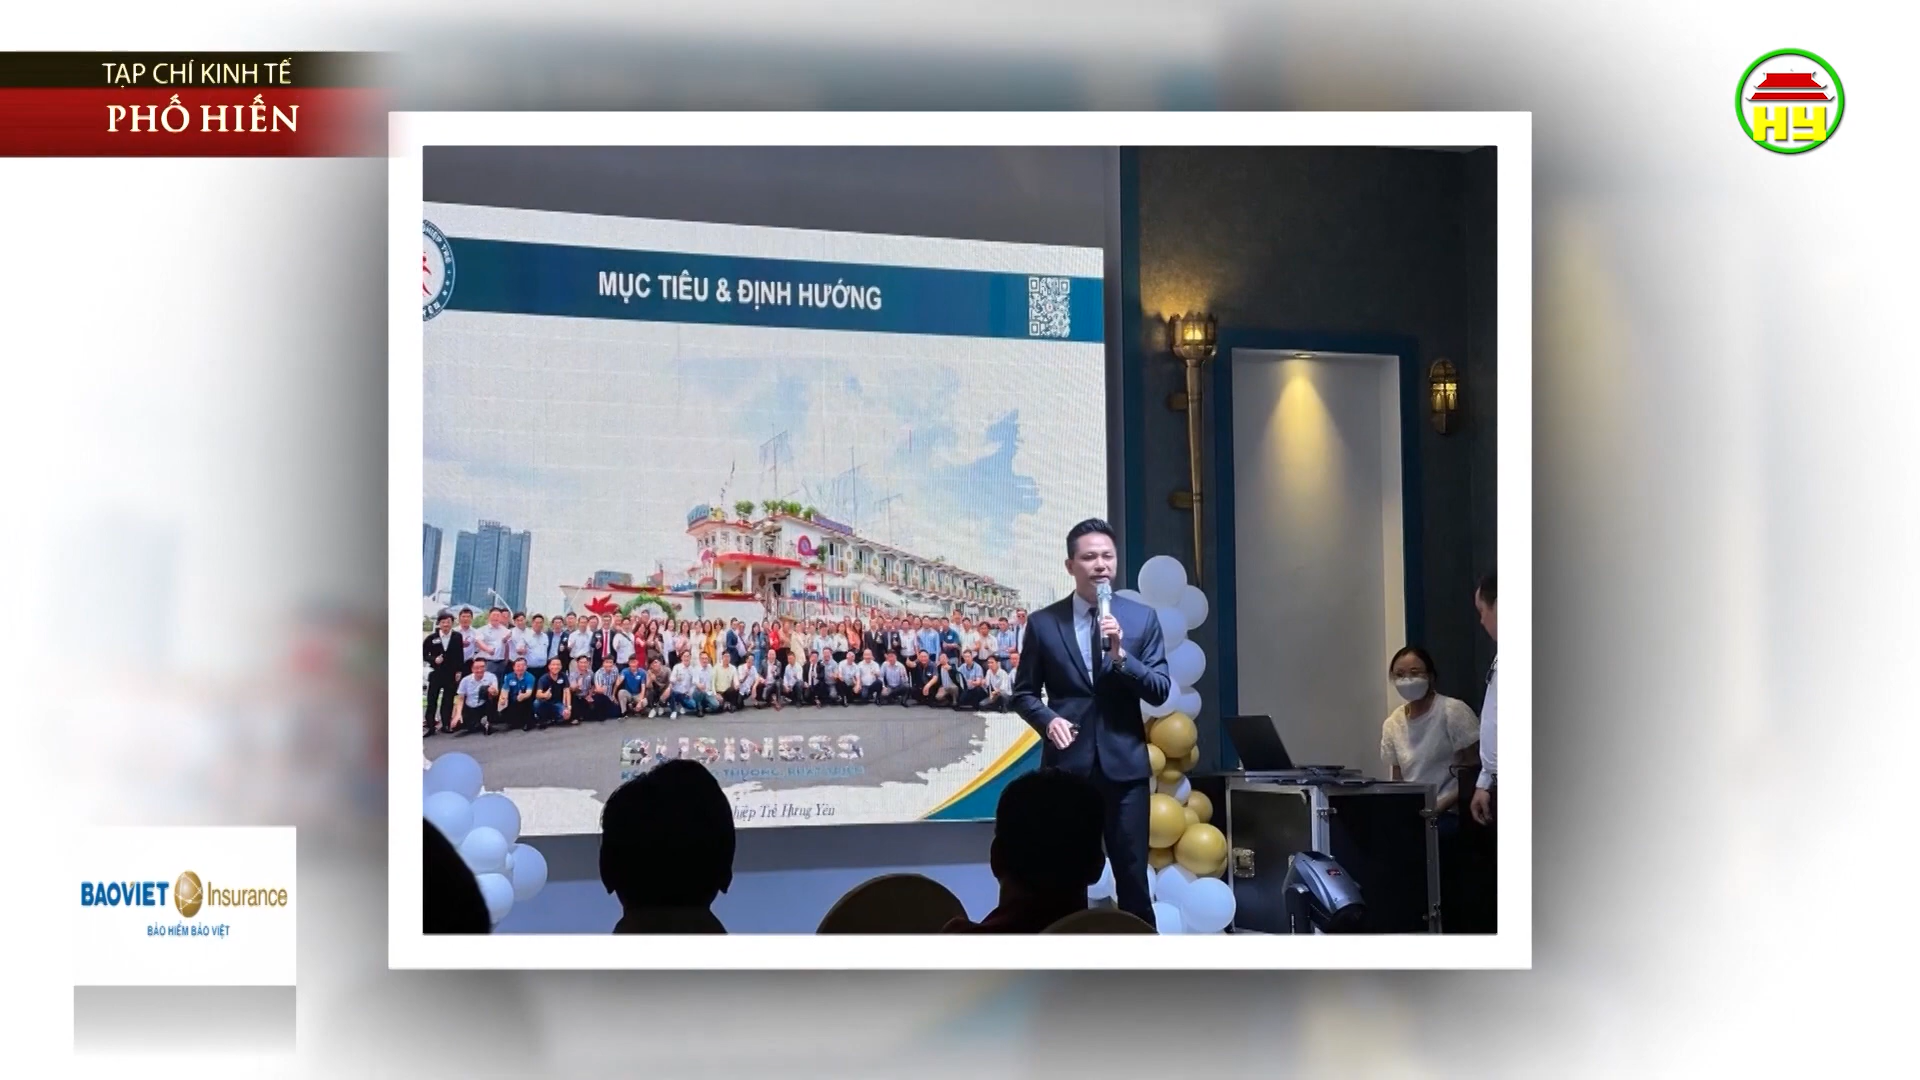 TẠP CHÍ KINH TẾ
PHỐ HIẾN
HY
MỤC TIÊU & ĐỊNH HƯỚNG
BUSINESS
Trẻ Hưng Yên
BAOVIET Insurance
BẢO HIỂM BẢO VIỆT